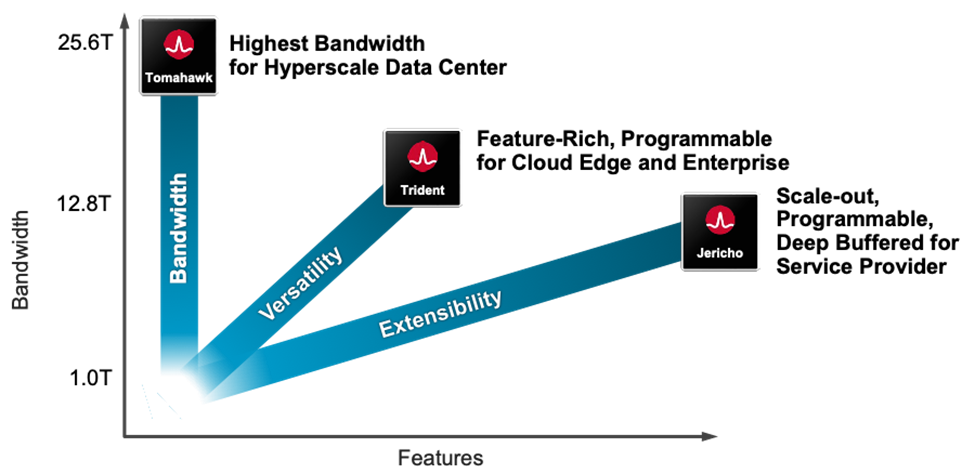 25.6T
Tomahawk
Highest Bandwidth
for Hyperscale Data Center
Trident
Feature-Rich, Programmable
for Cloud Edge and Enterprise
12.8T
Jericho
Scale-out,
Programmable,
Deep Buffered for
Service Provider
Bandwidth
Bandwidth
Versatility
Extensibility
1.0T
Features